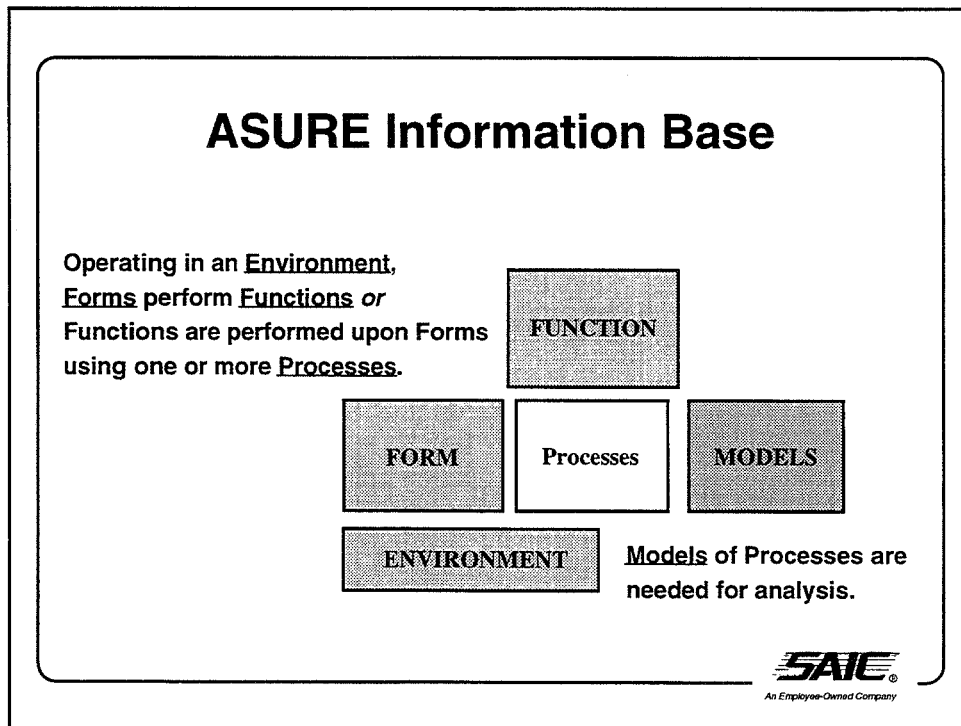 ASURE Information Base
Operating in an Environment,
Forms perform Functions or
Functions are performed upon Forms
using one or more Processes.
FUNCTION
FORM
Processes
MODELS
ENVIRONMENT
Models of Processes are
needed for analysis.
SAIC®
An Employee-Owned Company